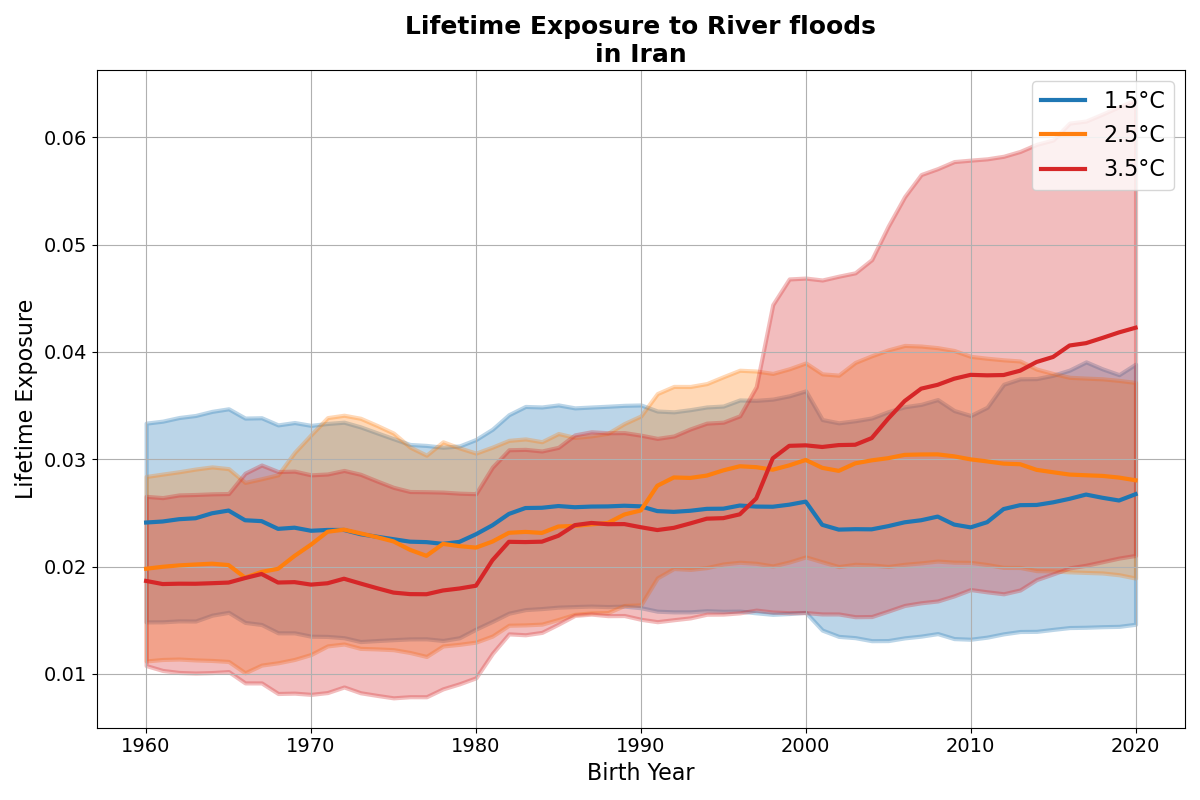 Lifetime Exposure to River floods
in Iran
1.5°C
2.5°C
3.5°C
Lifetime Exposure
0.06
0.05
0.04
0.03
0.02
0.01
1960 1970 1980 1990 2000 2010 2020
Birth Year